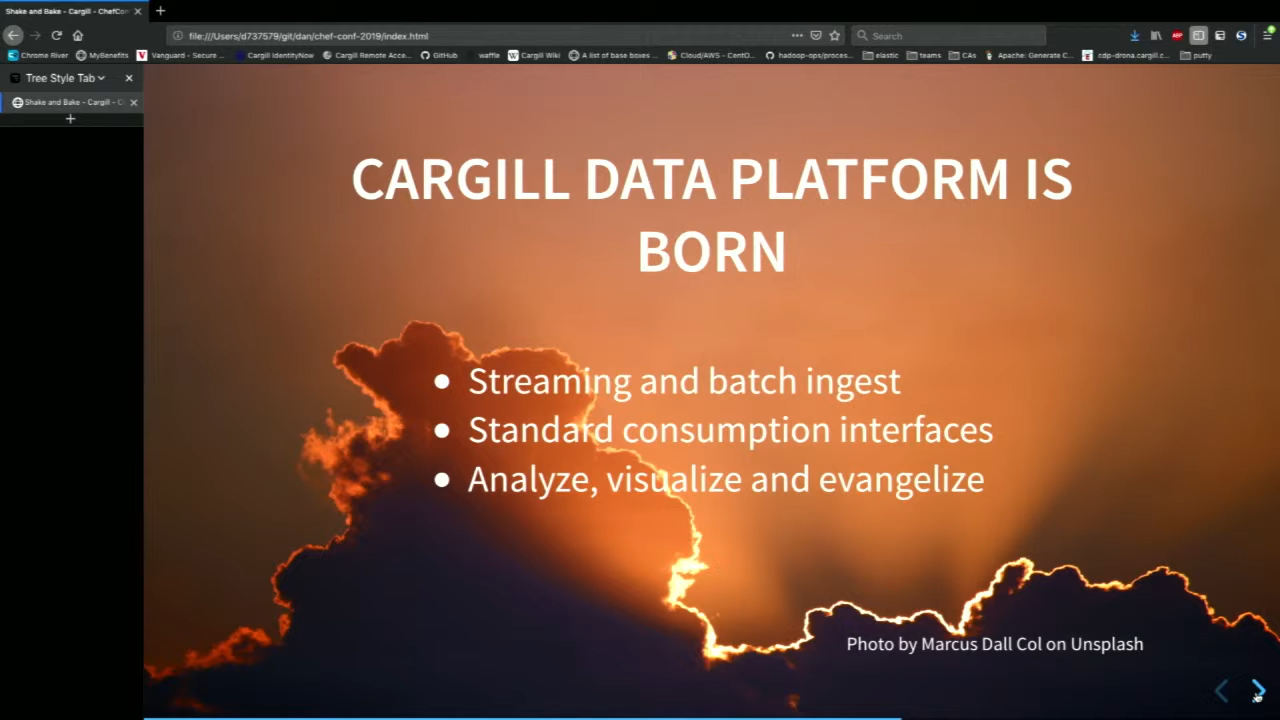 Shake and Bake - Cargill - ChefCon
file:///Users/d737579/git/dan/chef-conf-2019/index.html
Search
Chrome River
MyBenefits
Vanguard - Secure ...
Cargill IdentityNow
Cargill Remote Acce...
GitHub
waffle
Cargill Wiki
A list of base boxes ...
Cloud/AWS - CentO...
hadoop-ops/proces...
elastic
teams
CAs
Apache: Generate C...
cdp-drona.cargill.c...
putty
Tree Style Tab
Shake and Bake - Cargill - C
CARGILL DATA PLATFORM IS
BORN
• Streaming and batch ingest
• Standard consumption interfaces
• Analyze, visualize and evangelize
Photo by Marcus Dall Col on Unsplash